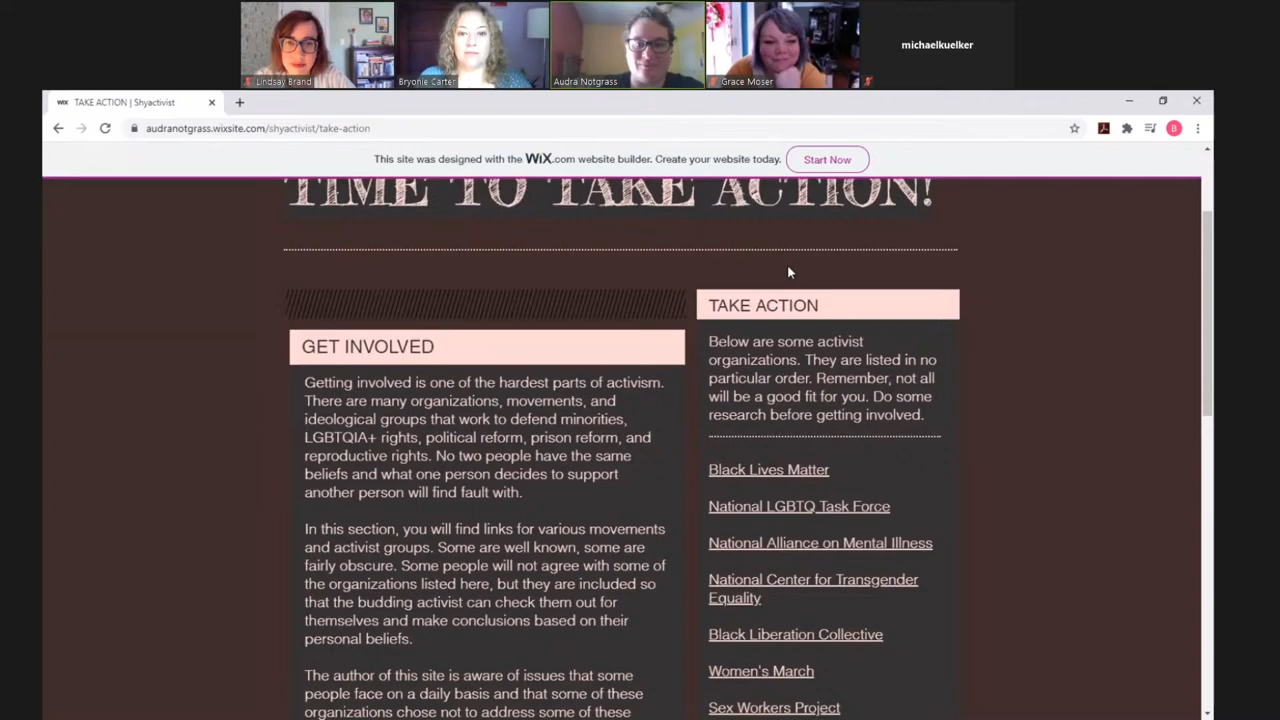 michaelkuelker
Lindsay Brand
Bryonie Carter
Audra Notgrass
Grace Moser
WiX TAKE ACTION | Shyactivist
audranotgrass.wixsite.com/shyactivist/take-action
B
This site was designed with the WiX.com website builder. Create your website today. Start Now
TIME TO TAKE ACTION!
GET INVOLVED
Getting involved is one of the hardest parts of activism.
There are many organizations, movements, and
ideological groups that work to defend minorities,
LGBTQIA+ rights, political reform, prison reform, and
reproductive rights. No two people have the same
beliefs and what one person decides to support
another person will find fault with.
In this section, you will find links for various movements
and activist groups. Some are well known, some are
fairly obscure. Some people will not agree with some of
the organizations listed here, but they are included so
that the budding activist can check them out for
themselves and make conclusions based on their
personal beliefs.
The author of this site is aware of issues that some
people face on a daily basis and that some of these
organizations chose not to address some of these
TAKE ACTION
Below are some activist
organizations. They are listed in no
particular order. Remember, not all
will be a good fit for you. Do some
research before getting involved.
Black Lives Matter
National LGBTQ Task Force
National Alliance on Mental Illness
National Center for Transgender
Equality
Black Liberation Collective
Women's March
Sex Workers Project